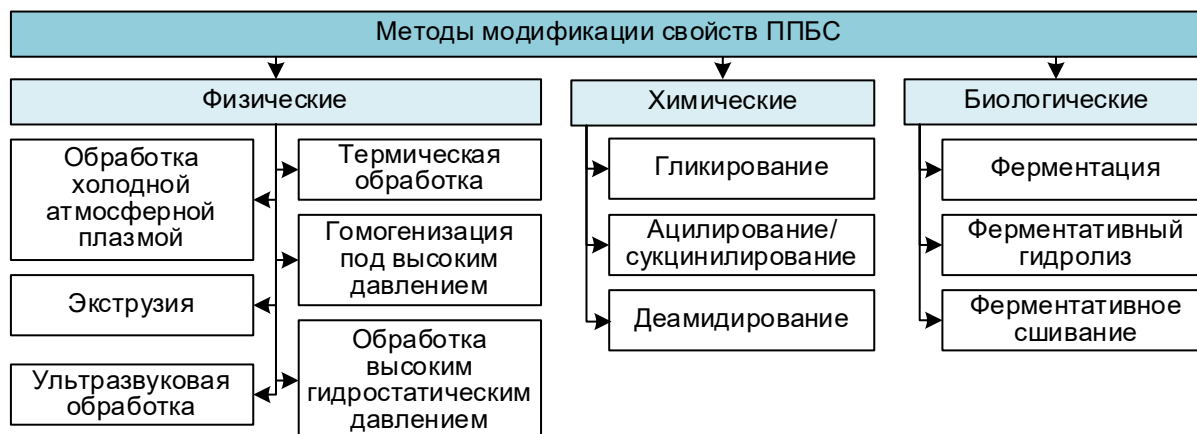 Методы модификации свойств ППБС
Физические
Химические
Биологические
Обработка
холодной
атмосферной
плазмой
Экструзия
Ультразвуковая
обработка
Термическая
обработка
Гомогенизация
под высоким
давлением
Обработка
высоким
гидростатическим
давлением
Гликирование
Ацилирование/
сукцинилирование
Деамидирование
Ферментация
Ферментативный
гидролиз
Ферментативное
сшивание